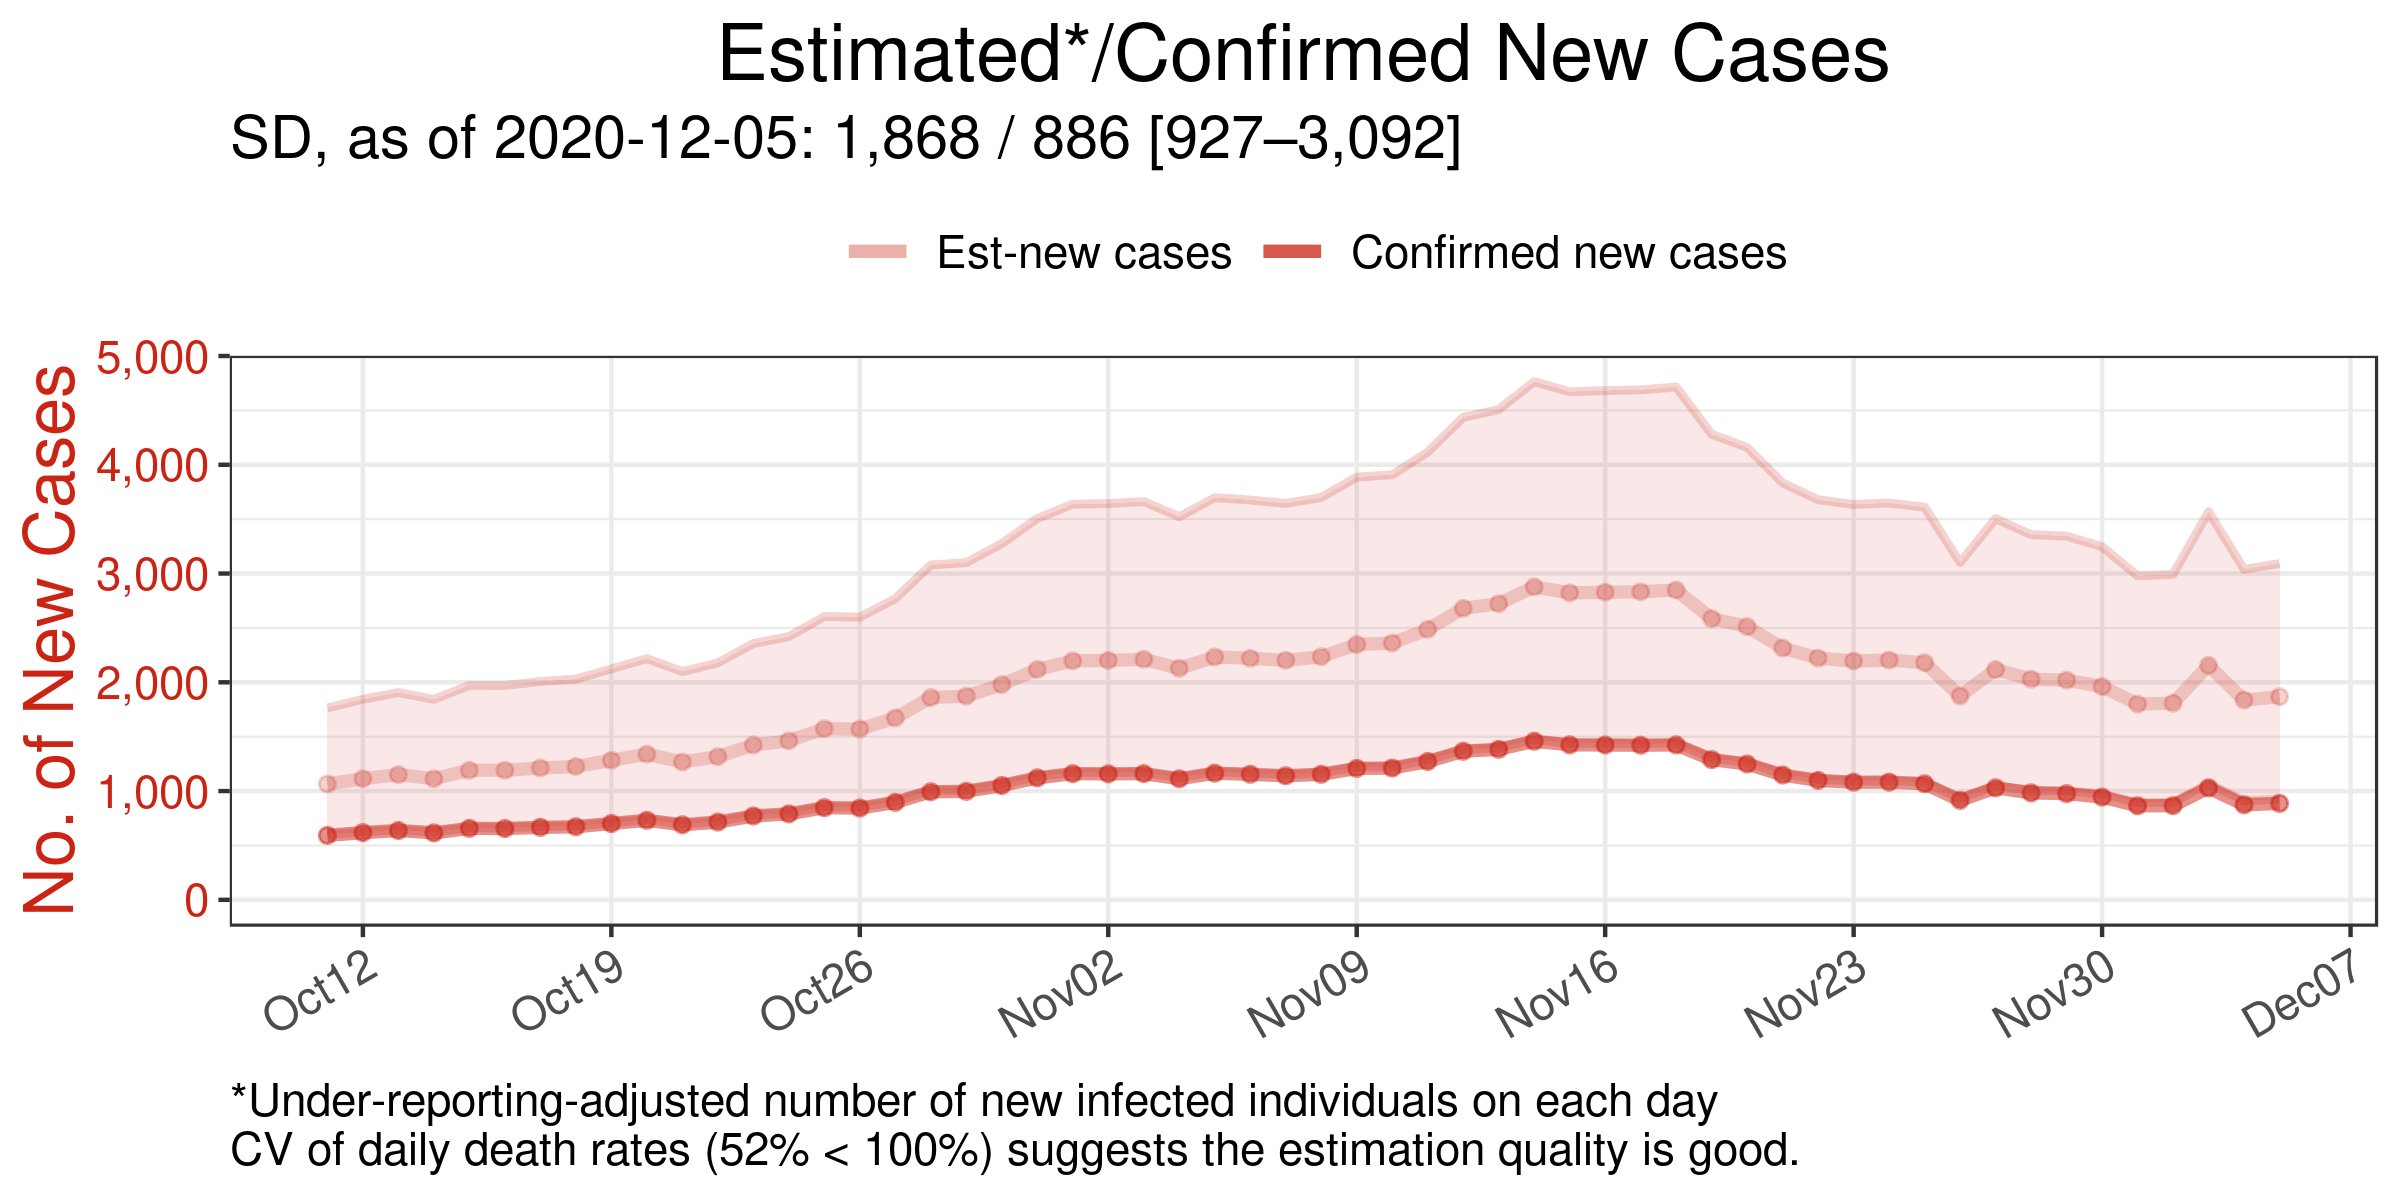 Estimated*/Confirmed New Cases
SD, as of 2020-12-05: 1,868 / 886 [927–3,092]
Est-new cases
Confirmed new cases
No. of New Cases
5,000
4,000
3,000
2,000
1,000
0
Oct12
Oct19
Oct26
Nov02
Nov09
Nov16
Nov23
Nov30
Dec07
*Under-reporting-adjusted number of new infected individuals on each day
CV of daily death rates (52% < 100%) suggests the estimation quality is good.